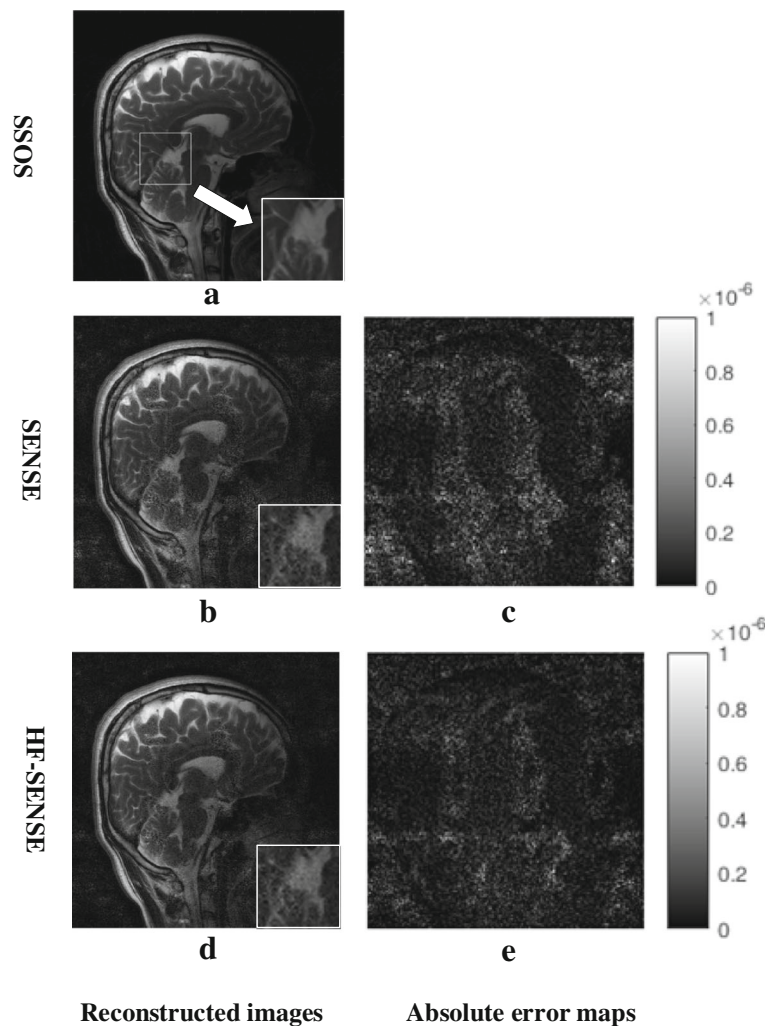 SSOS
a
SENSE
b
c
×10⁻⁶
1
0.8
0.6
0.4
0.2
0
HF-SENSE
d
e
×10⁻⁶
1
0.8
0.6
0.4
0.2
0
Reconstructed images
Absolute error maps